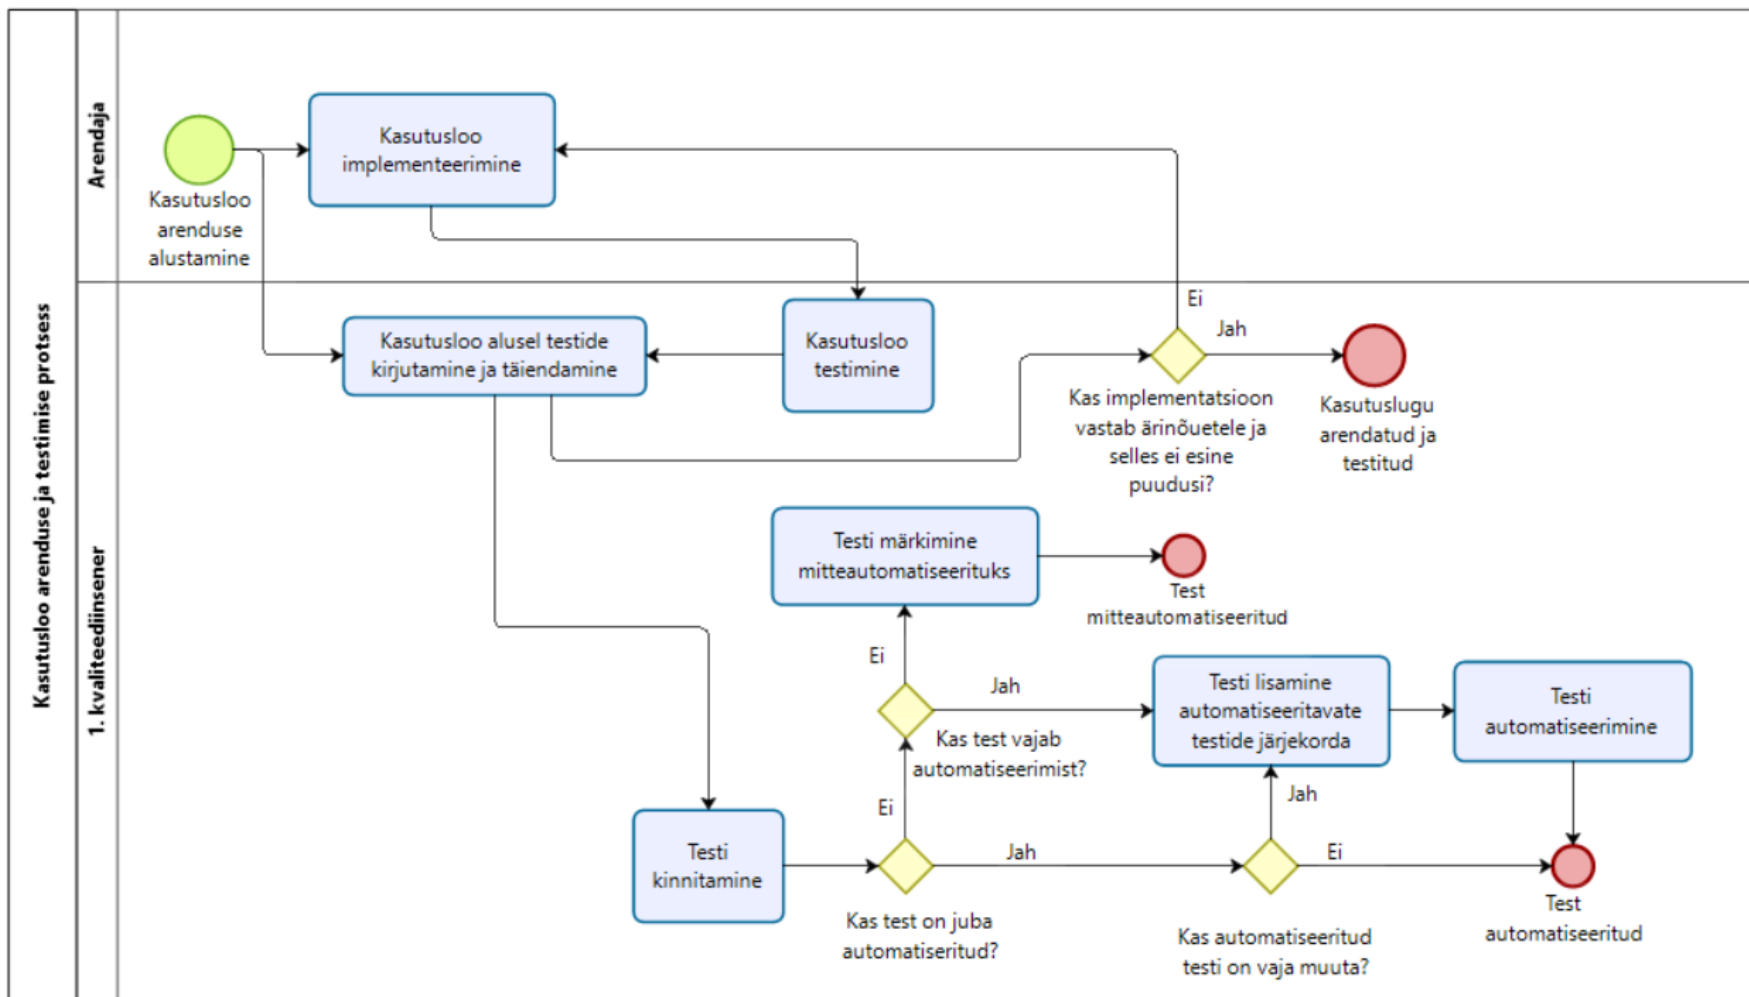 Kasutusloo arenduse ja testimise protsess
Arendaja
Kasutusloo
arenduse
alustamine
Kasutusloo
implementeerimine
1. kvaliteediinsener
Kasutusloo alusel testide
kirjutamine ja täiendamine
Kasutusloo
testimine
Ei
Jah
Kas implementatsioon
vastab ärinõuetele ja
selles ei esine
puudusi?
Kasutuslugu
arendatud ja
testitud
Testi märkimine
mitteautomatiseerituks
Test
mitteautomatiseeritud
Ei
Jah
Kas test vajab
automatiseerimist?
Testi lisamine
automatiseeritavate
testide järjekorda
Testi
automatiseerimine
Ei
Jah
Testi
kinnitamine
Jah
Ei
Kas test on juba
automatiseritud?
Kas automatiseeritud
testi on vaja muuta?
Test
automatiseeritud